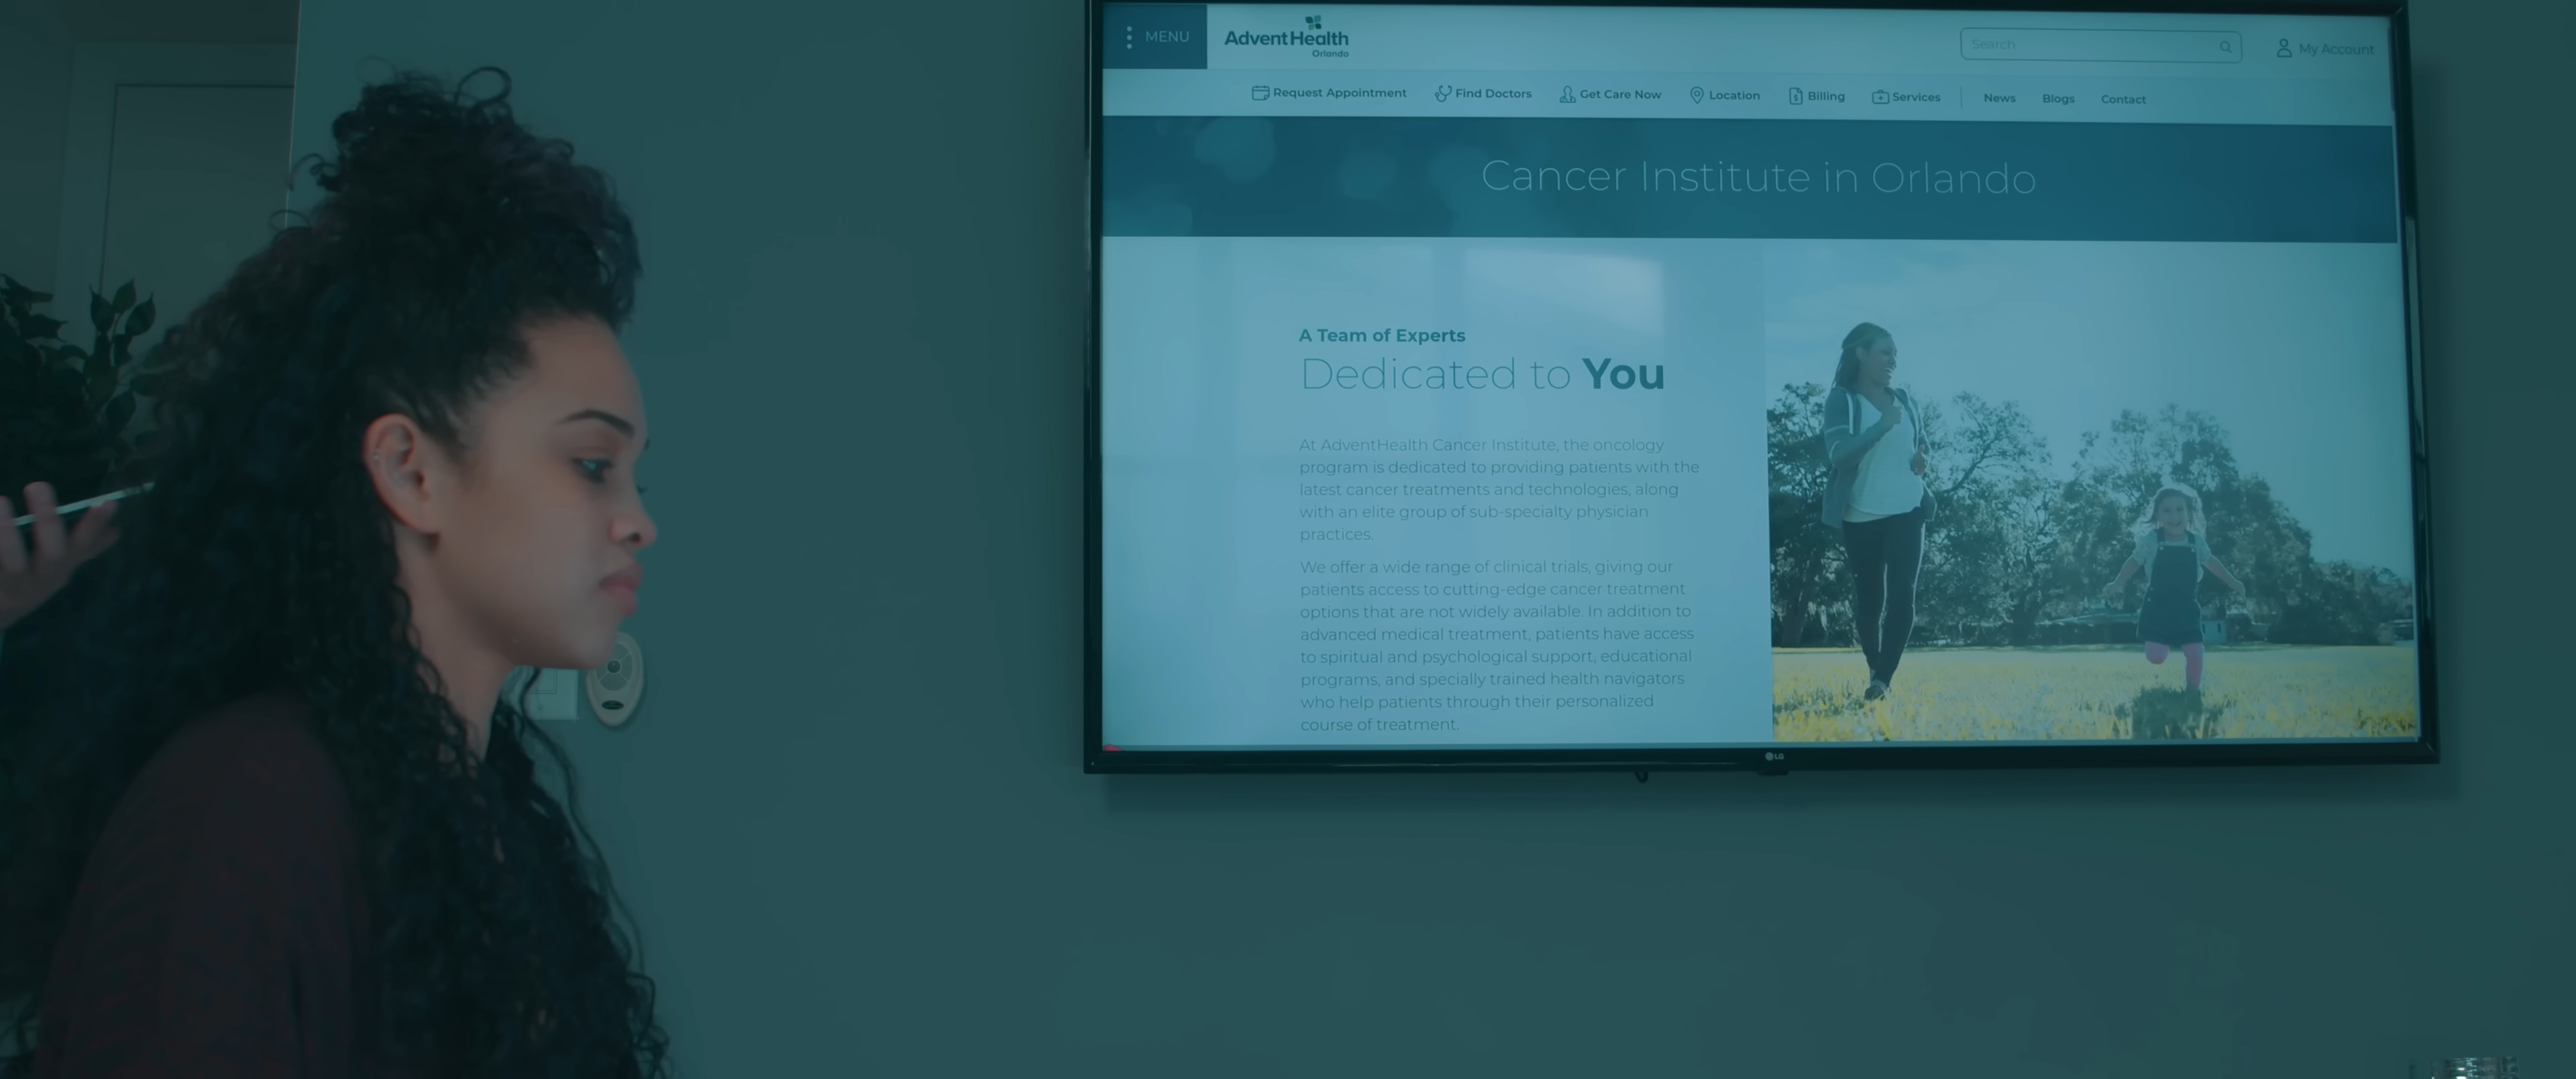 MENU
AdventHealth
Orlando
Search
My Account
Request Appointment
Find Doctors
Get Care Now
Location
Billing
Services
News
Blogs
Contact
Cancer Institute in Orlando
A Team of Experts
Dedicated to You
At AdventHealth Cancer Institute, the oncology
program is dedicated to providing patients with the
latest cancer treatments and technologies, along
with an elite group of sub-specialty physician
practices.
We offer a wide range of clinical trials, giving our
patients access to cutting-edge cancer treatment
options that are not widely available. In addition to
advanced medical treatment, patients have access
to spiritual and psychological support, educational
programs, and specially trained health navigators
who help patients through their personalized
course of treatment.
LG